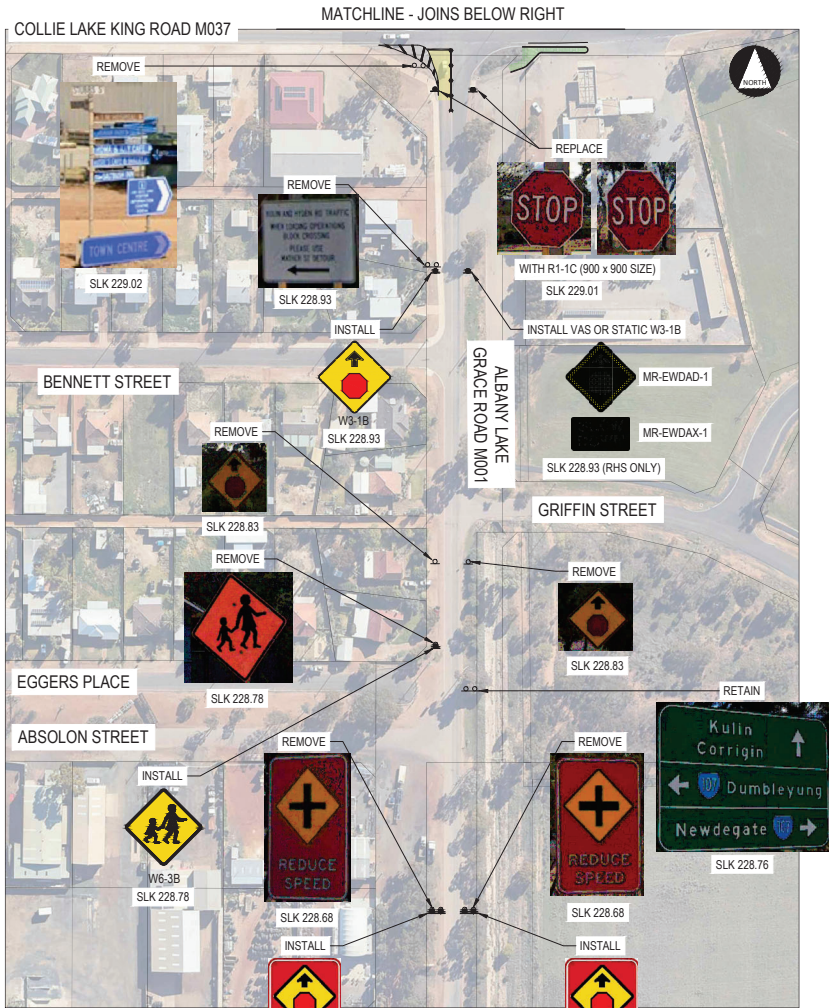 MATCHLINE - JOINS BELOW RIGHT
COLLIE LAKE KING ROAD M037
REMOVE
NORTH
REPLACE
REMOVE
TOWN CENTRE
SLK 229.02
WHEN LOADING OPERATIONS
BLOCK CROSSING
PLEASE USE
SLK 228.93
STOP
STOP
WITH R1-1C (900 x 900 SIZE)
SLK 229.01
INSTALL
INSTALL VAS OR STATIC W3-1B
BENNETT STREET
W3-1B
SLK 228.93
ALBANY LAKE
GRACE ROAD M001
MR-EWDAD-1
MR-EWDAX-1
SLK 228.93 (RHS ONLY)
REMOVE
SLK 228.83
GRIFFIN STREET
REMOVE
SLK 228.78
REMOVE
SLK 228.83
EGGERS PLACE
RETAIN
ABSOLON STREET
Kulin
Corrigin
107 Dumbleyung
Newdegate 107
SLK 228.76
INSTALL
W6-3B
SLK 228.78
REMOVE
REDUCE
SPEED
SLK 228.68
REMOVE
REDUCE
SPEED
SLK 228.68
INSTALL
INSTALL